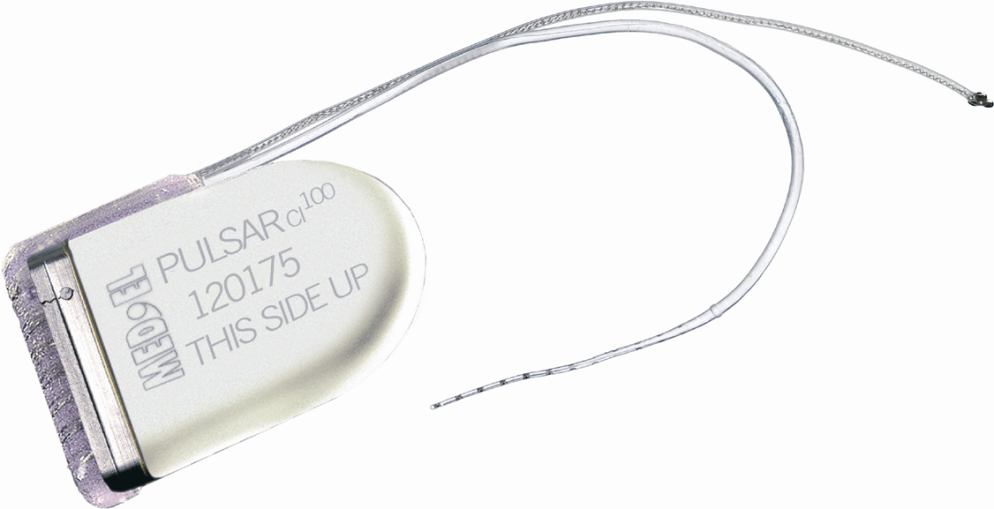 PULSAR CI100
120175
THIS SIDE UP
MED-EL